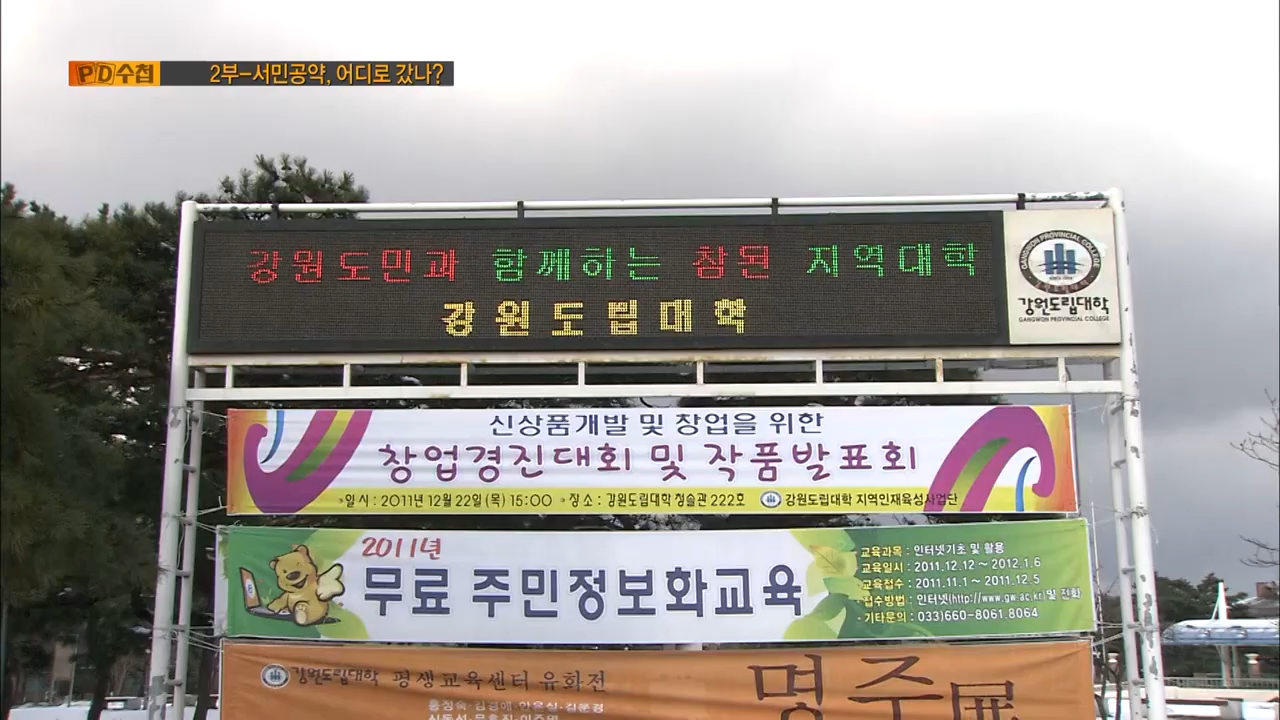 PD수첩 2부-서민공약, 어디로 갔나?
강원도민과 함께하는 참된 지역대학
강원도립대학
GANGWON PROVINCIAL COLLEGE
강원도립대학
GANGWON PROVINCIAL COLLEGE
신상품개발 및 창업을 위한
창업경진대회 및 작품발표회
일시 : 2011년 12월 22일(목) 15:00 장소 : 강원도립대학 청솔관 222호 강원도립대학 지역인재육성사업단
2011년
무료 주민정보화교육
교육과목 : 인터넷기초 및 활용
교육일시 : 2011.12.12 ~ 2012.1.6
교육접수 : 2011.11.1 ~ 2011.12.5
접수방법 : 인터넷(http://www.gw-ac.kr) 및 전화
기타문의 : 033)660-8061.8064
강원도립대학 평생교육센터 유화전
명주展